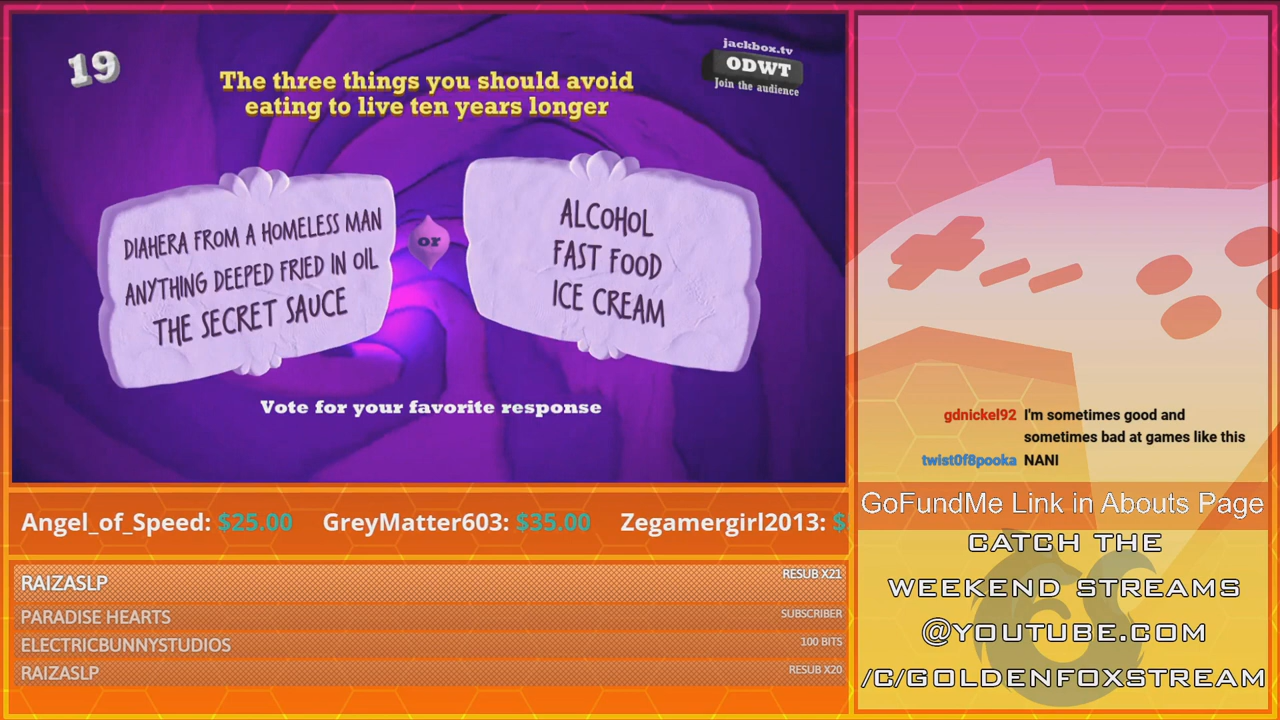 19
The three things you should avoid
eating to live ten years longer
jackbox.tv
ODWT
Join the audience
DIAHERA FROM A HOMELESS MAN
ANYTHING DEEPED FRIED IN OIL
THE SECRET SAUCE
or
ALCOHOL
FAST FOOD
ICE CREAM
Vote for your favorite response
gdnickel92 I'm sometimes good and
sometimes bad at games like this
twist0f8pooka NANI
Angel_of_Speed: $25.00 GreyMatter603: $35.00 Zegamergirl2013: $
RAIZASLP RESUB X21
PARADISE HEARTS SUBSCRIBER
ELECTRICBUNNYSTUDIOS 100 BITS
RAIZASLP RESUB X20
GoFundMe Link in Abouts Page
CATCH THE
WEEKEND STREAMS
@YOUTUBE.COM
/C/GOLDENFOXSTREAM